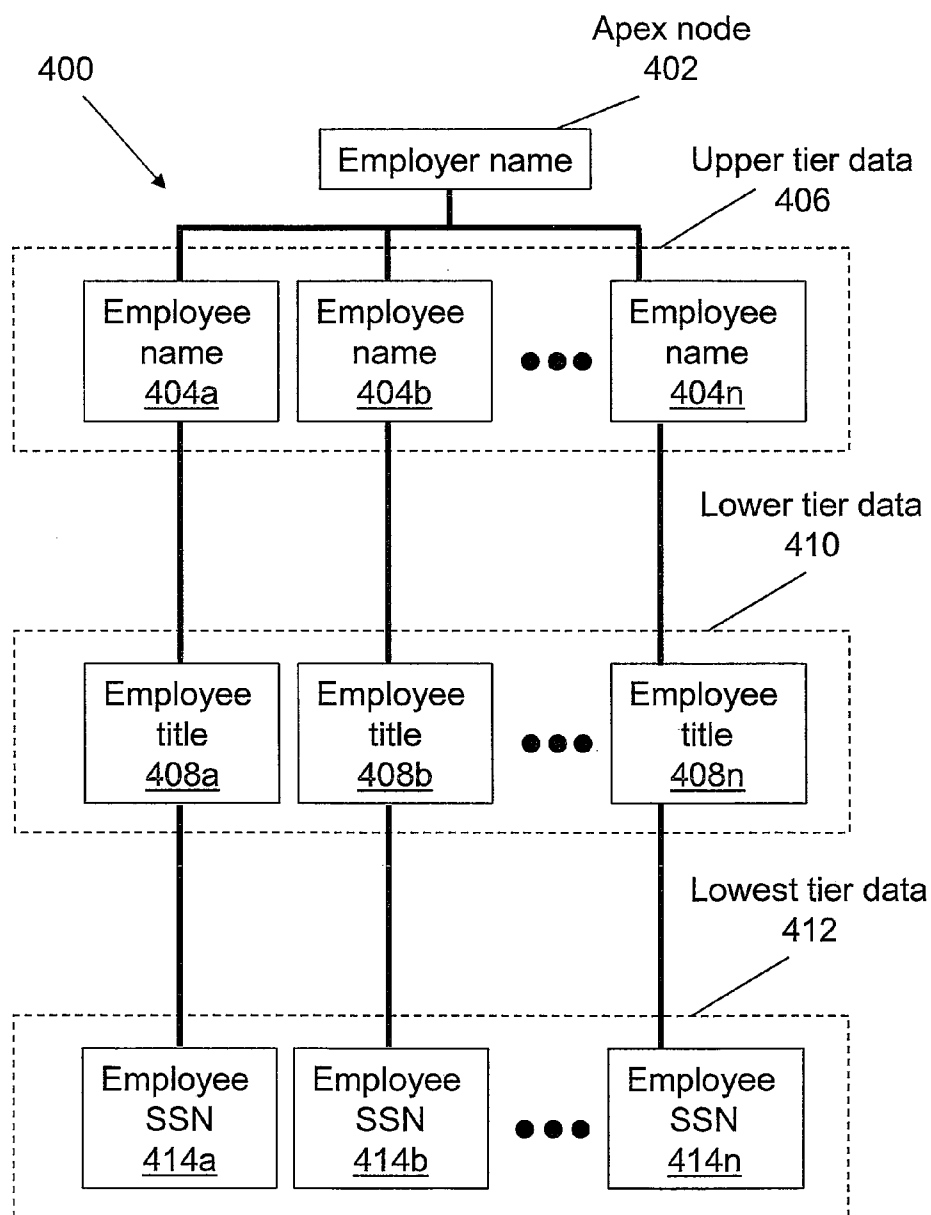 Apex node
402
400
Employer name
Upper tier data
406
Employee
name
404a
Employee
name
404b
Employee
name
404n
Lower tier data
410
Employee
title
408a
Employee
title
408b
Employee
title
408n
Lowest tier data
412
Employee
SSN
414a
Employee
SSN
414b
Employee
SSN
414n